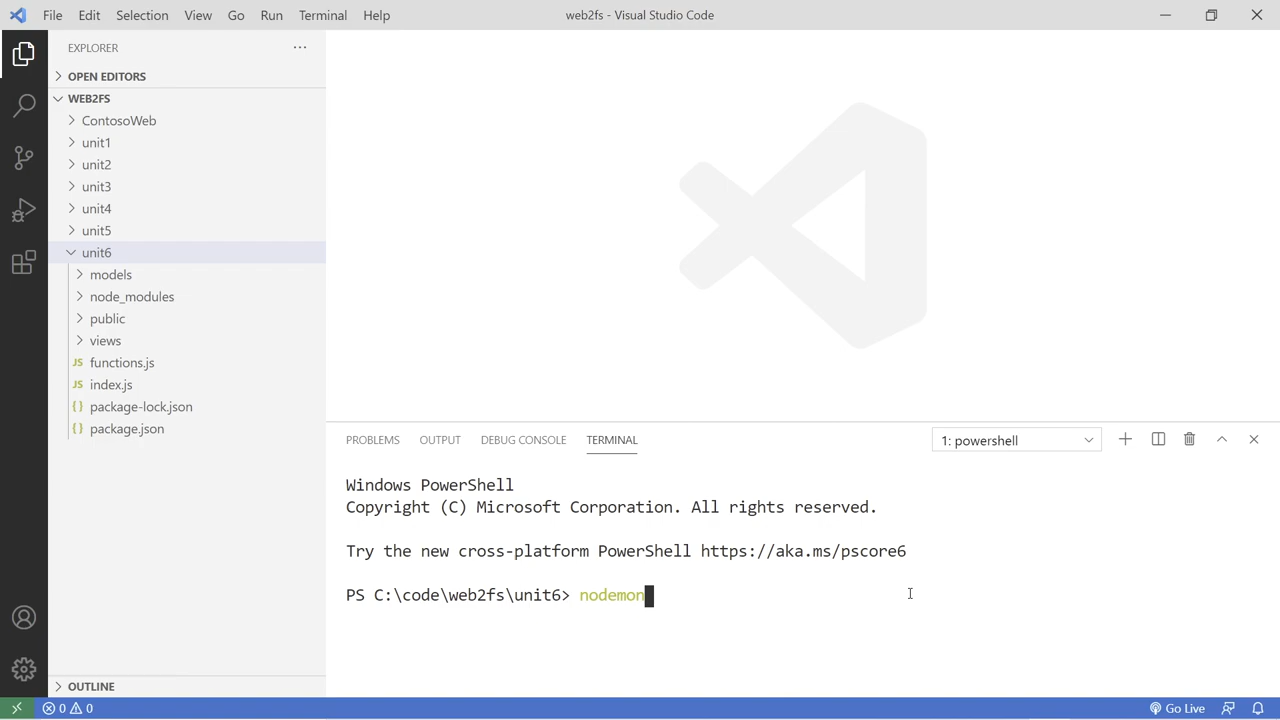 File Edit Selection View Go Run Terminal Help
web2fs - Visual Studio Code
EXPLORER
OPEN EDITORS
WEB2FS
ContosoWeb
unit1
unit2
unit3
unit4
unit5
unit6
models
node_modules
public
views
JS functions.js
JS index.js
{} package-lock.json
{} package.json
OUTLINE
PROBLEMS OUTPUT DEBUG CONSOLE TERMINAL
1: powershell
Windows PowerShell
Copyright (C) Microsoft Corporation. All rights reserved.
Try the new cross-platform PowerShell https://aka.ms/pscore6
PS C:\code\web2fs\unit6> nodemon
0 0
Go Live